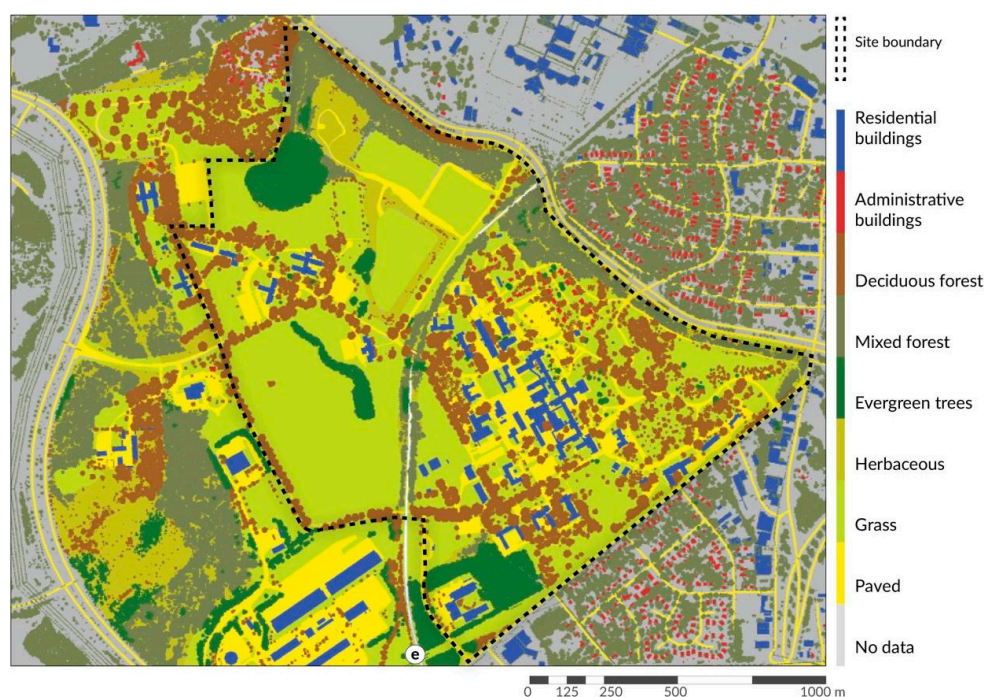 Site boundary
Residential
buildings
Administrative
buildings
Deciduous forest
Mixed forest
Evergreen trees
Herbaceous
Grass
Paved
No data
e
0 125 250 500 1000 m